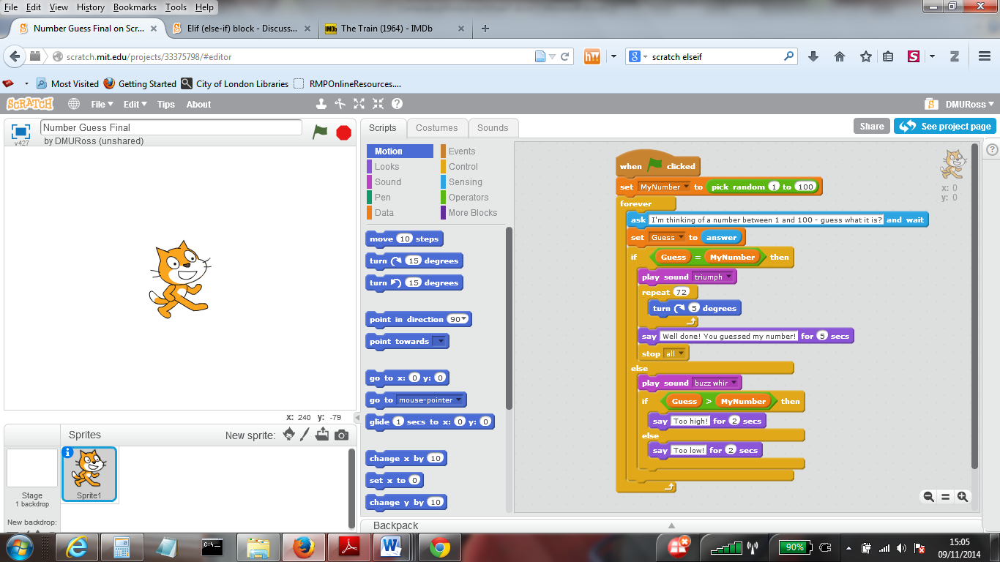 File Edit View History Bookmarks Tools Help
Number Guess Final on Scr...
Elif (else-if) block - Discuss...
IMDb The Train (1964) - IMDb
scratch.mit.edu/projects/33375798/#editor
scratch elseif
Most Visited Getting Started City of London Libraries RMPOnlineResources....
SCRATCH File Edit Tips About DMURoss
v427
Number Guess Final
by DMURoss (unshared)
Scripts Costumes Sounds
Share See project page
Motion Events
Looks Control
Sound Sensing
Pen Operators
Data More Blocks
move 10 steps
turn 15 degrees
turn 15 degrees
point in direction 90
point towards
go to x: 0 y: 0
go to mouse-pointer
glide 1 secs to x: 0 y: 0
change x by 10
set x to 0
change y by 10
when clicked
set MyNumber to pick random 1 to 100
forever
ask I'm thinking of a number between 1 and 100 - guess what it is? and wait
set Guess to answer
if Guess = MyNumber then
play sound triumph
repeat 72
turn 5 degrees
say Well done! You guessed my number! for 5 secs
stop all
else
play sound buzz whir
if Guess > MyNumber then
say Too high! for 2 secs
else
say Too low! for 2 secs
x: 0
y: 0
x: 240 y: -79
Sprites New sprite:
Stage
1 backdrop
New backdrop:
Sprite1
Backpack
90%
15:05
09/11/2014